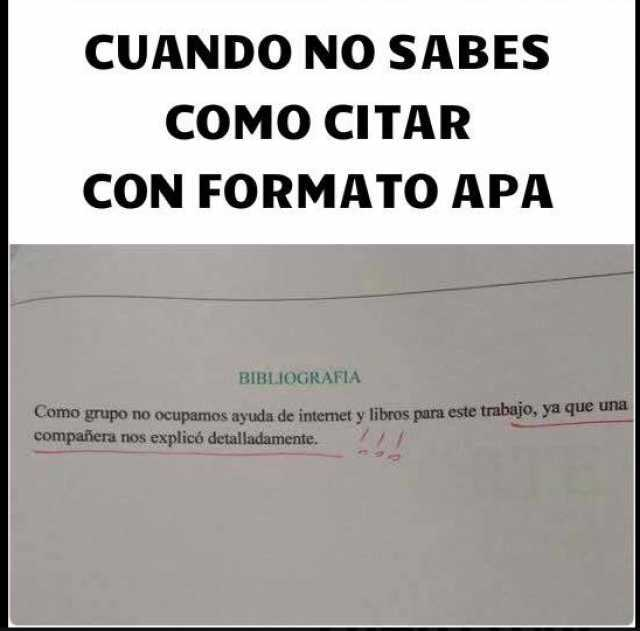 CUANDO NO SABES
COMO CITAR
CON FORMATO APA
BIBLIOGRAFIA
Como grupo no ocupamos ayuda de internet y libros para este trabajo, ya que una
compañera nos explicó detalladamente. !!!